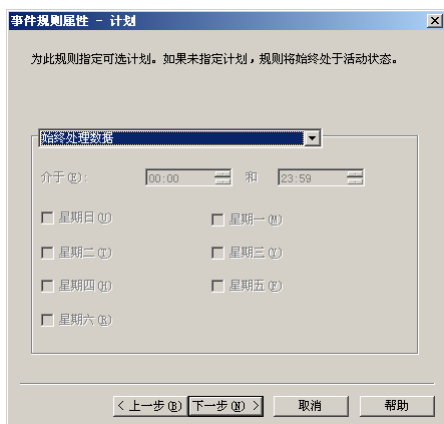 事件规则属性 - 计划
为此规则指定可选计划。如果未指定计划，规则将始终处于活动状态。
始终处理数据
介于(E): 00:00 和 23:59
星期日(U) 星期一(M)
星期二(T) 星期三(Y)
星期四(H) 星期五(F)
星期六(R)
< 上一步(B) 下一步(N) > 取消 帮助